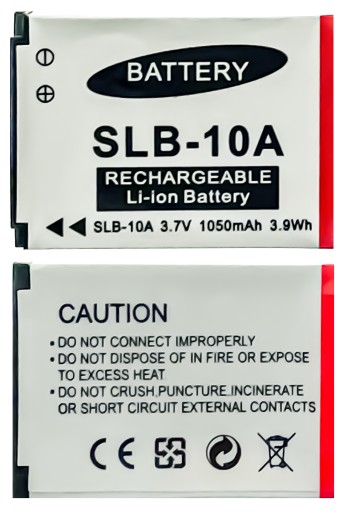 BATTERY
SLB-10A
RECHARGEABLE
Li-ion Battery
SLB-10A 3.7V 1050mAh 3.9Wh
CAUTION
• DO NOT CONNECT IMPROPERLY
• DO NOT DISPOSE OF IN FIRE OR EXPOSE
TO EXCESS HEAT
• DO NOT CRUSH,PUNCTURE,INCINERATE
OR SHORT CIRCUIT EXTERNAL CONTACTS
CE